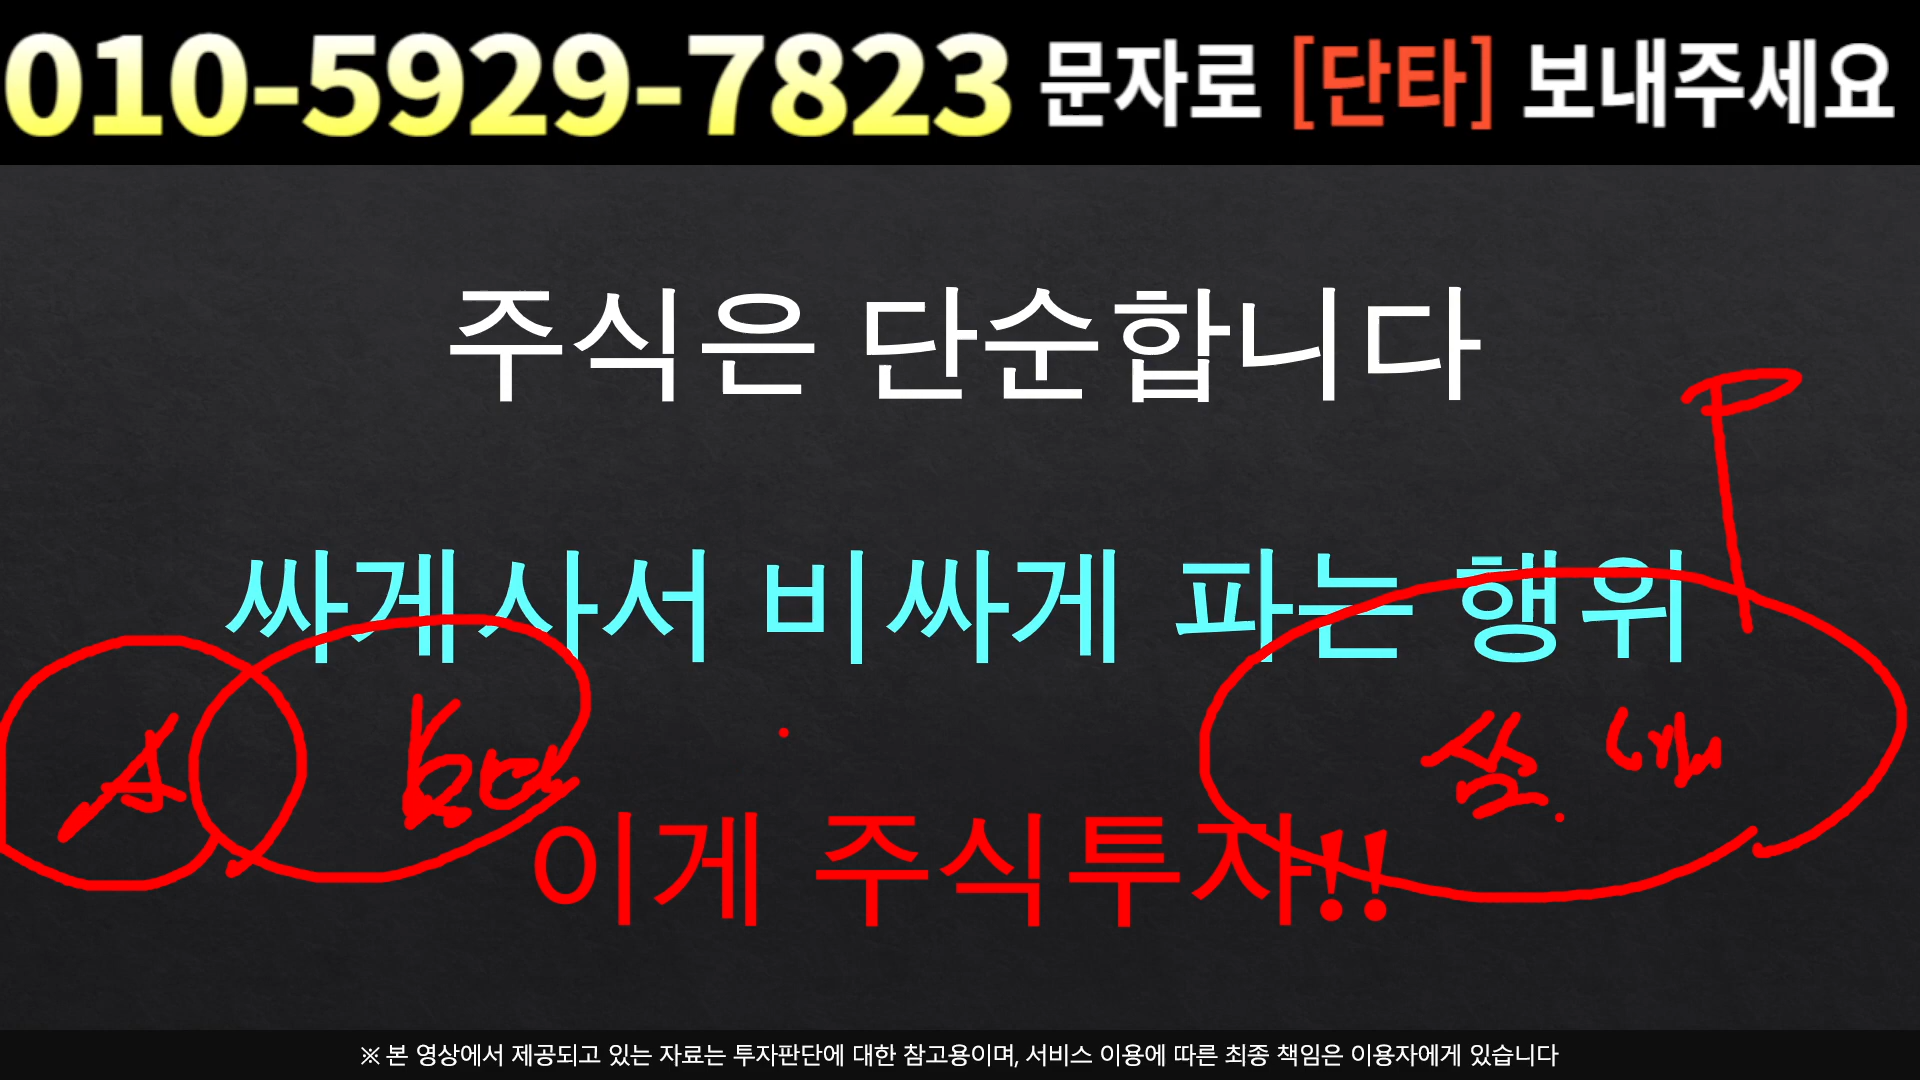 010-5929-7823 문자로 [단타] 보내주세요
주식은 단순합니다
싸게사서 비싸게 파는 행위
이게 주식투자!!
※ 본 영상에서 제공되고 있는 자료는 투자판단에 대한 참고용이며, 서비스 이용에 따른 최종 책임은 이용자에게 있습니다